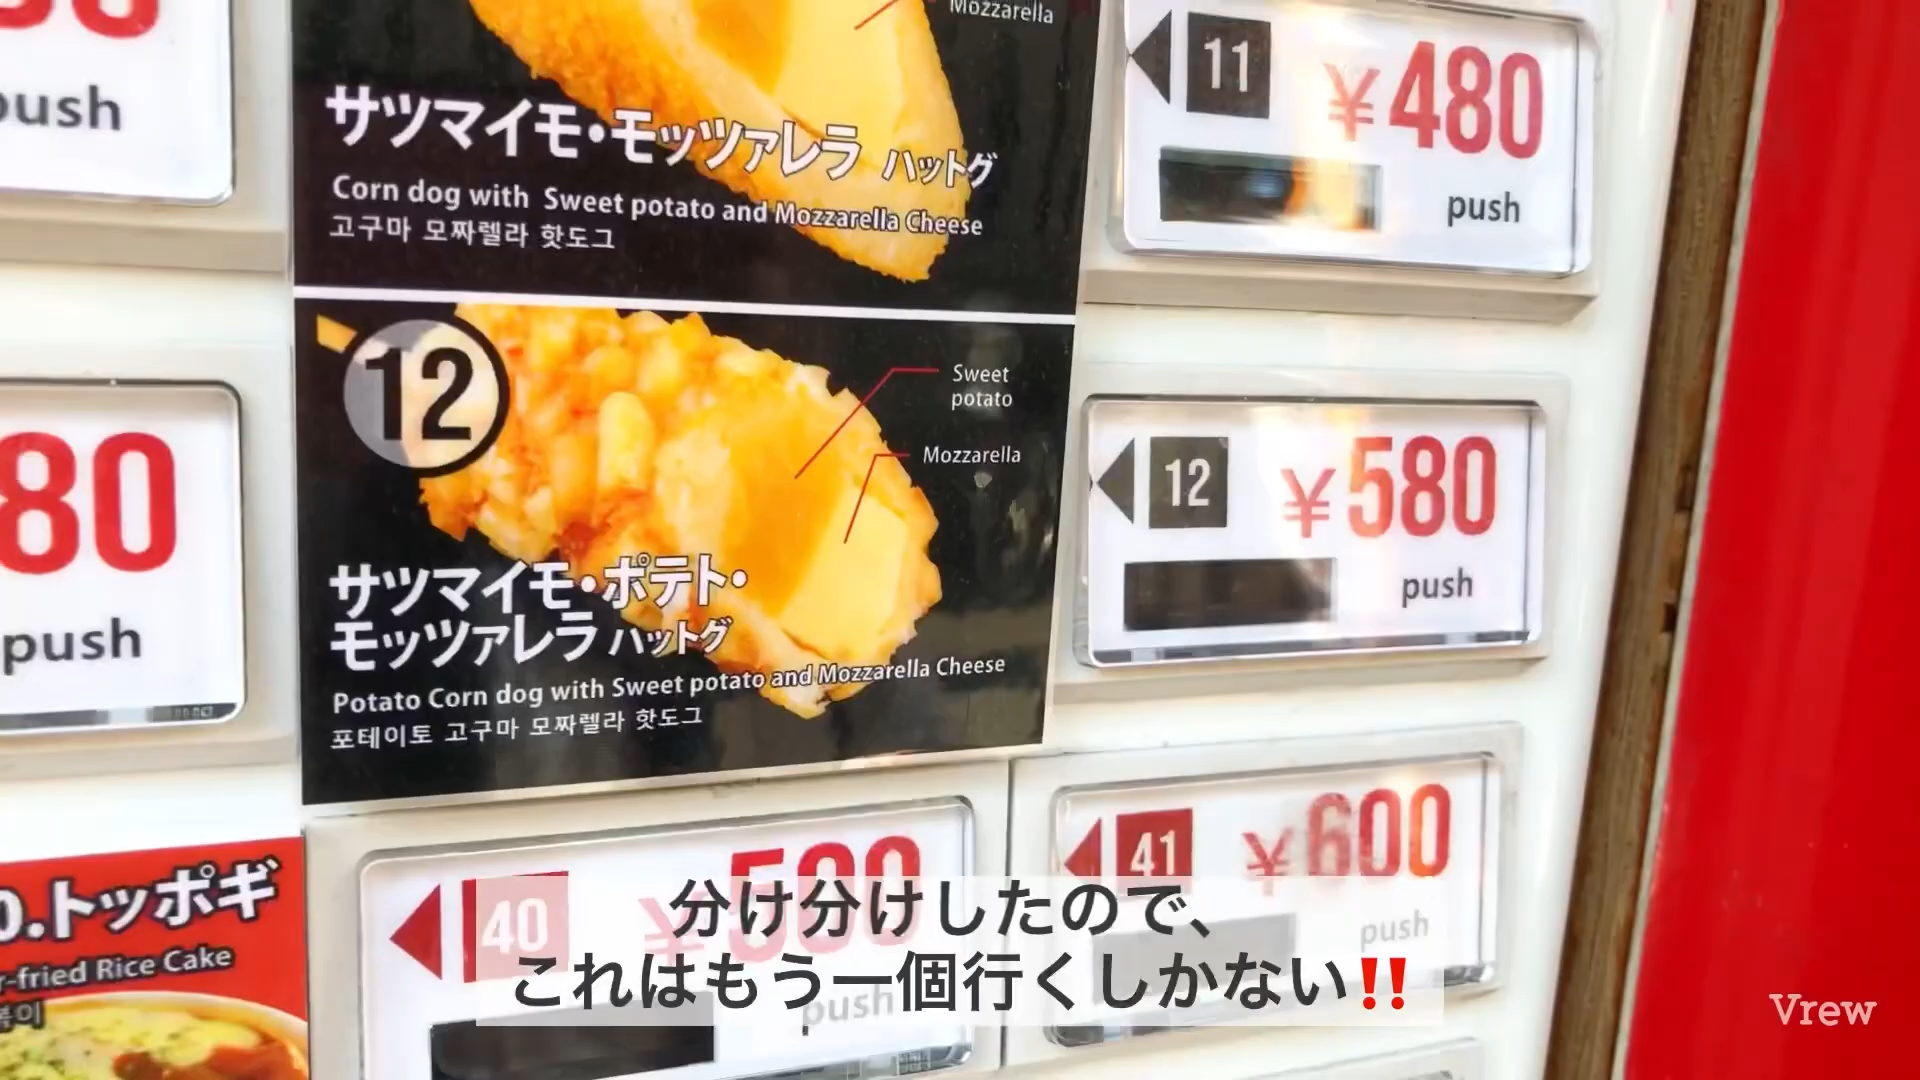 push
Mozzarella
サツマイモ・モッツァレラ ハットグ
Corn dog with Sweet potato and Mozzarella Cheese
고구마 모짜렐라 핫도그
11 ¥480
push
12
Sweet
potato
Mozzarella
サツマイモ・ポテト・
モッツァレラ ハットグ
Potato Corn dog with Sweet potato and Mozzarella Cheese
포테이토 고구마 모짜렐라 핫도그
12 ¥580
push
80
push
40 ¥500
push
41 ¥600
push
0.トッポギ
r-fried Rice Cake
볶이
分け分けしたので、
これはもう一個行くしかない‼
Vrew